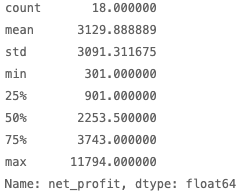 count 18.000000
mean 3129.888889
std 3091.311675
min 301.000000
25% 901.000000
50% 2253.500000
75% 3743.000000
max 11794.000000
Name: net_profit, dtype: float64